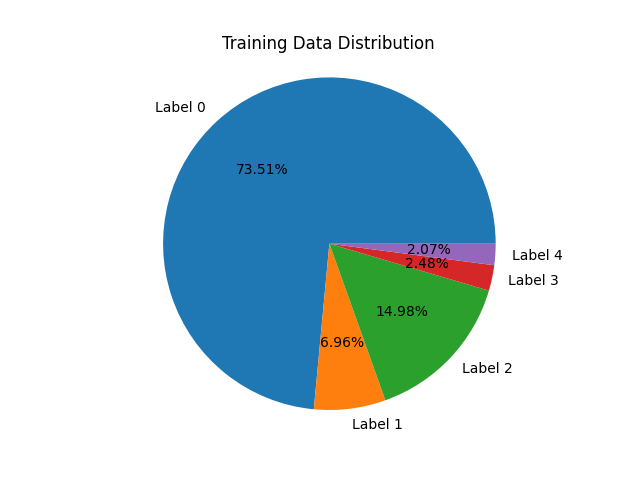 Training Data Distribution
Label 0
73.51%
2.07%
Label 4
2.48%
Label 3
14.98%
6.96%
Label 2
Label 1